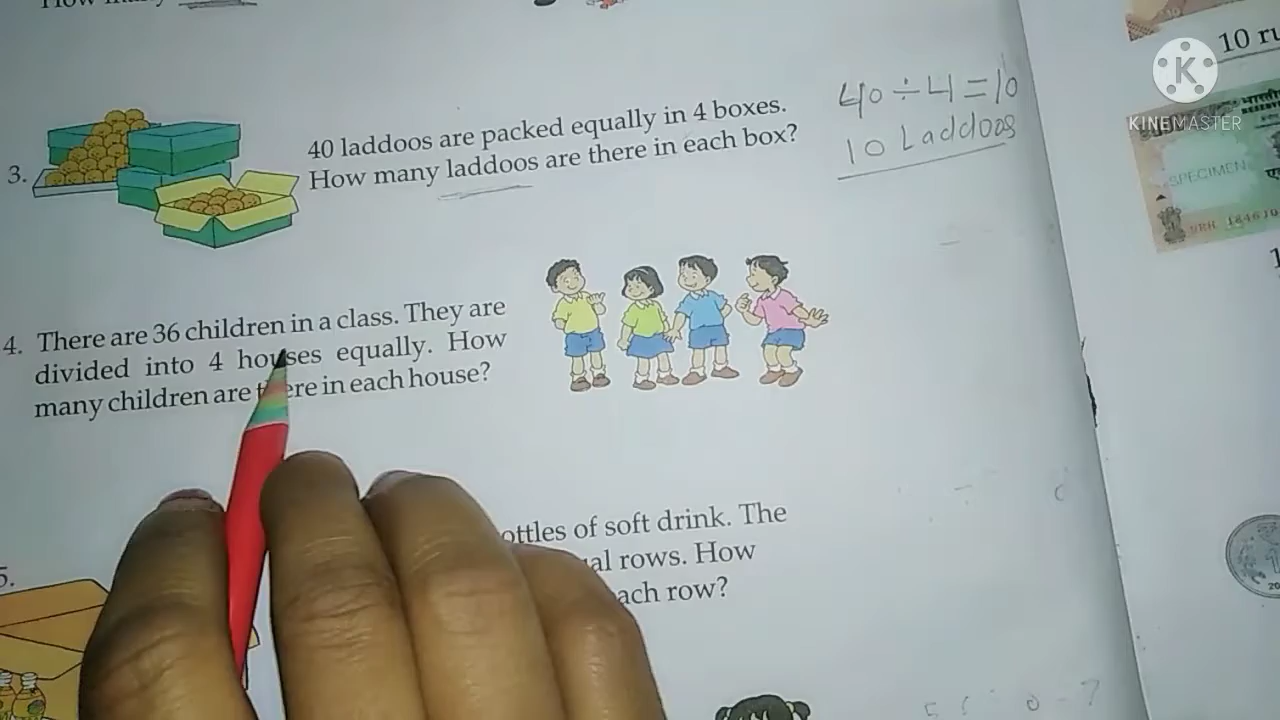 3.
40 laddoos are packed equally in 4 boxes.
How many laddoos are there in each box?
40 ÷ 4 = 10
10 Laddoos
4. There are 36 children in a class. They are
divided into 4 houses equally. How
many children are there in each house?
5.
ottles of soft drink. The
al rows. How
ach row?
10 ru
SPECIMEN
KINEMASTER